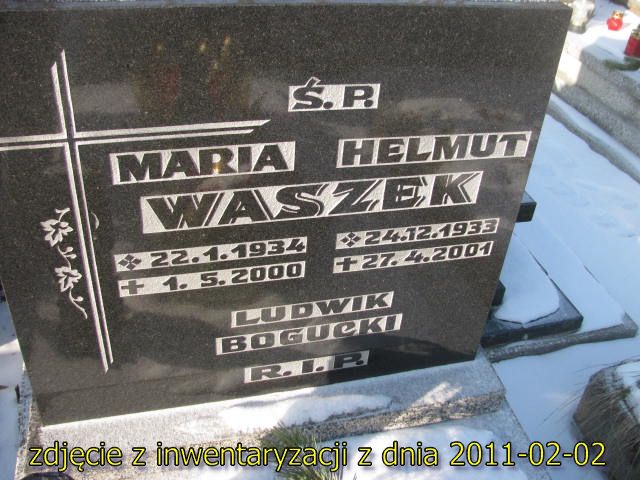 Ś.P.
MARIA HELMUT
WASZEK
22.1.1934 24.12.1933
1.5.2000 27.4.2001
LUDWIK
BOGUCKI
R.I.P.
zdjęcie z inwentaryzacji z dnia 2011-02-02